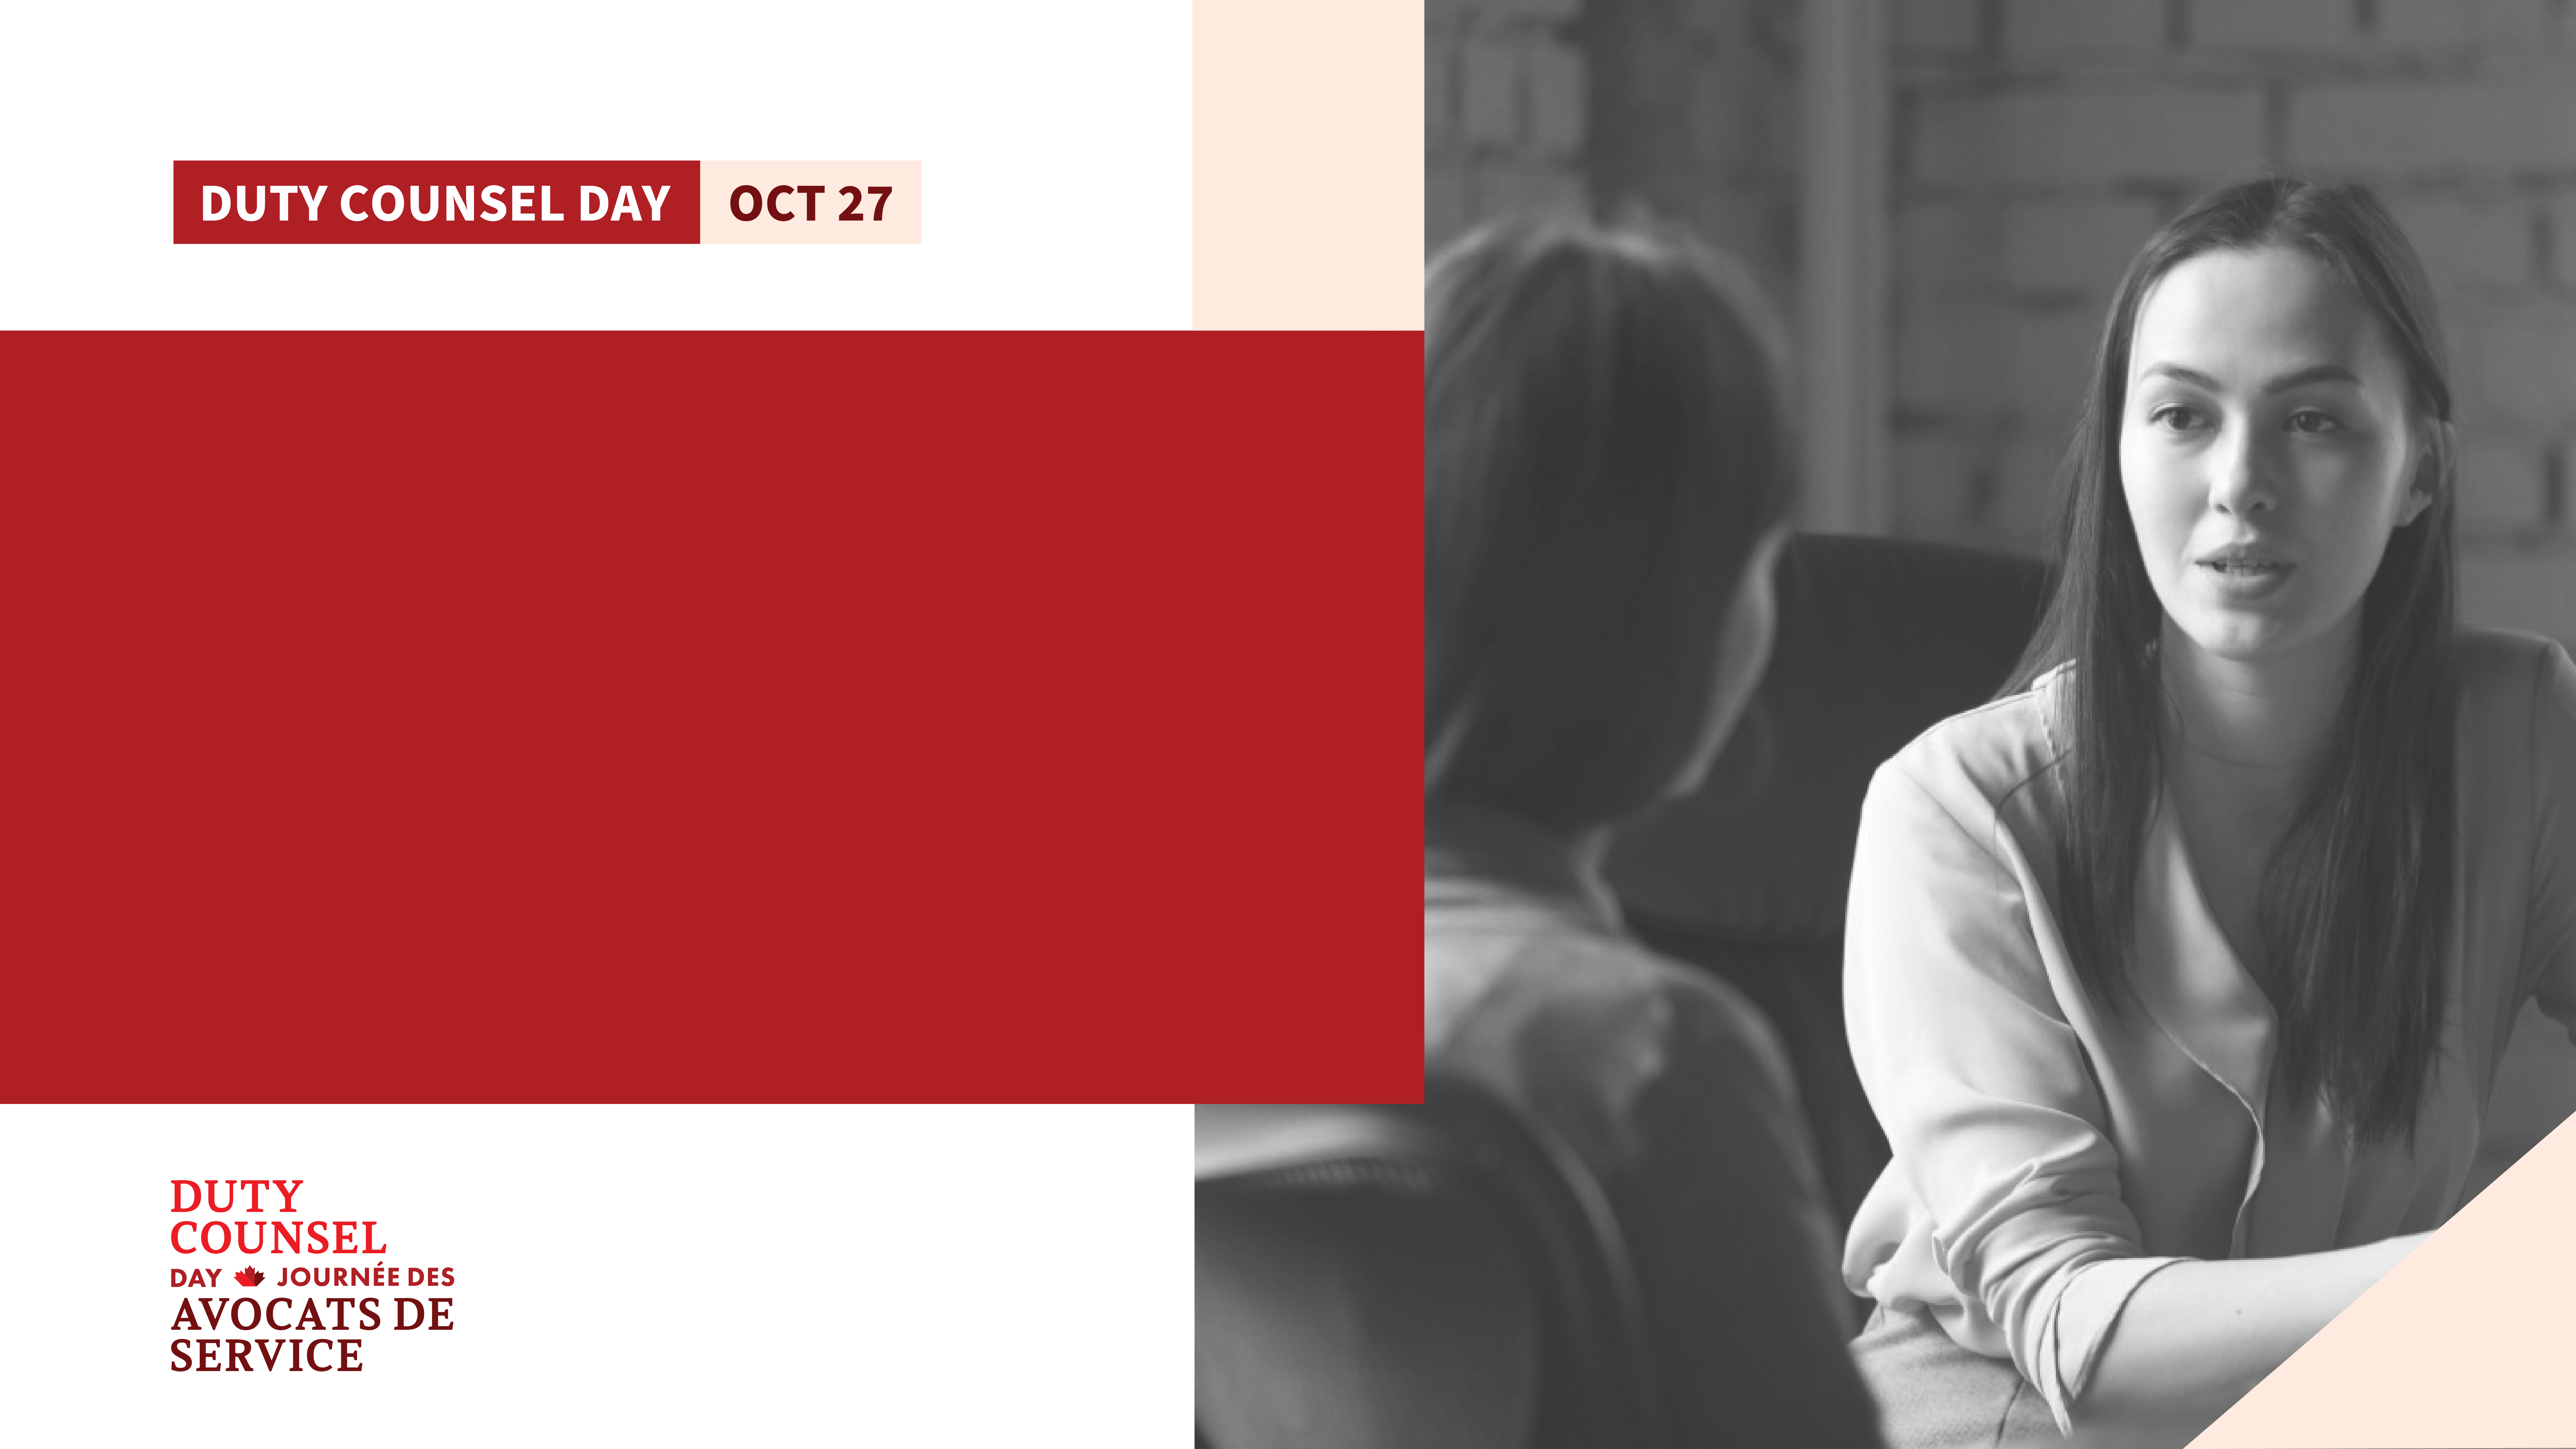 DUTY COUNSEL DAY OCT 27
DUTY
COUNSEL
DAY JOURNÉE DES
AVOCATS DE
SERVICE